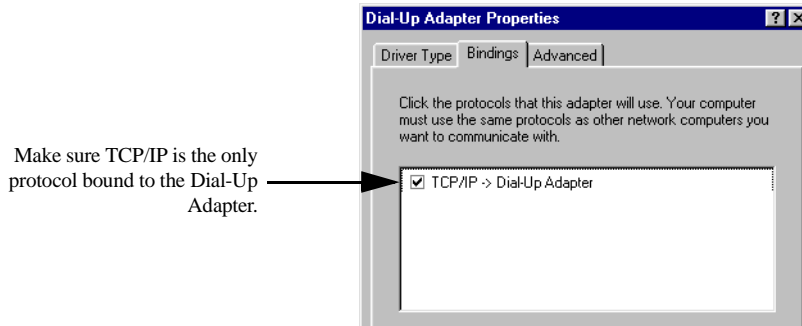 Dial-Up Adapter Properties
Driver Type Bindings Advanced
Click the protocols that this adapter will use. Your computer
must use the same protocols as other network computers you
want to communicate with.
Make sure TCP/IP is the only
protocol bound to the Dial-Up
Adapter.
TCP/IP -> Dial-Up Adapter